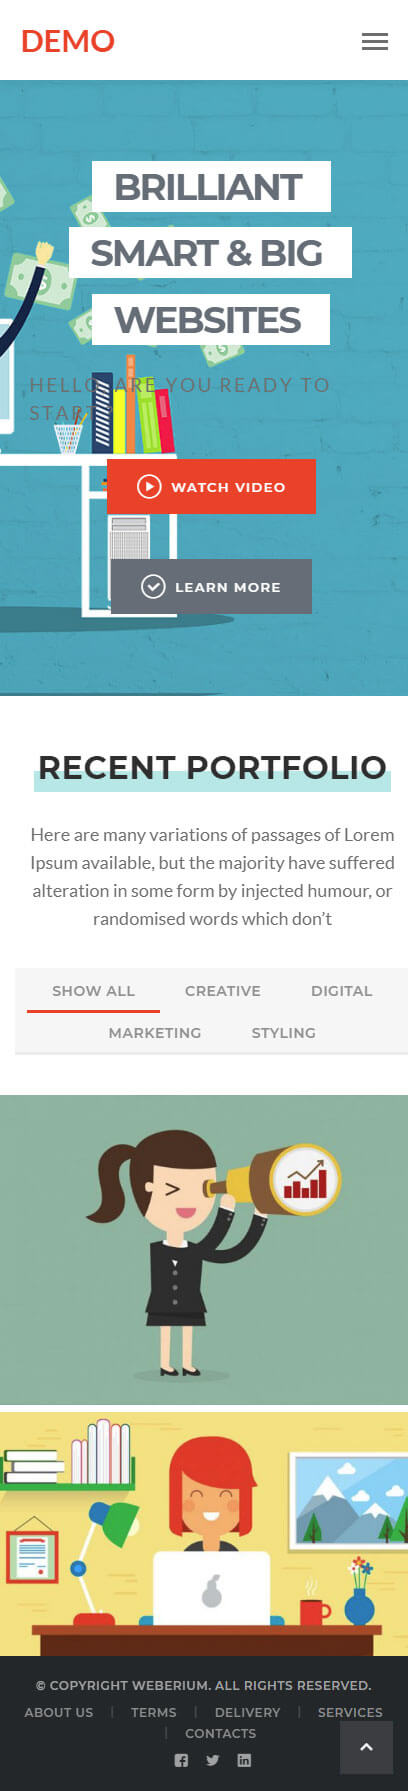 DEMO
BRILLIANT
SMART & BIG
WEBSITES
HELLO, ARE YOU READY TO
START
WATCH VIDEO
LEARN MORE
RECENT PORTFOLIO
Here are many variations of passages of Lorem
Ipsum available, but the majority have suffered
alteration in some form by injected humour, or
randomised words which don’t
SHOW ALL CREATIVE DIGITAL
MARKETING STYLING
© COPYRIGHT WEBERIUM. ALL RIGHTS RESERVED.
ABOUT US | TERMS | DELIVERY | SERVICES
| CONTACTS